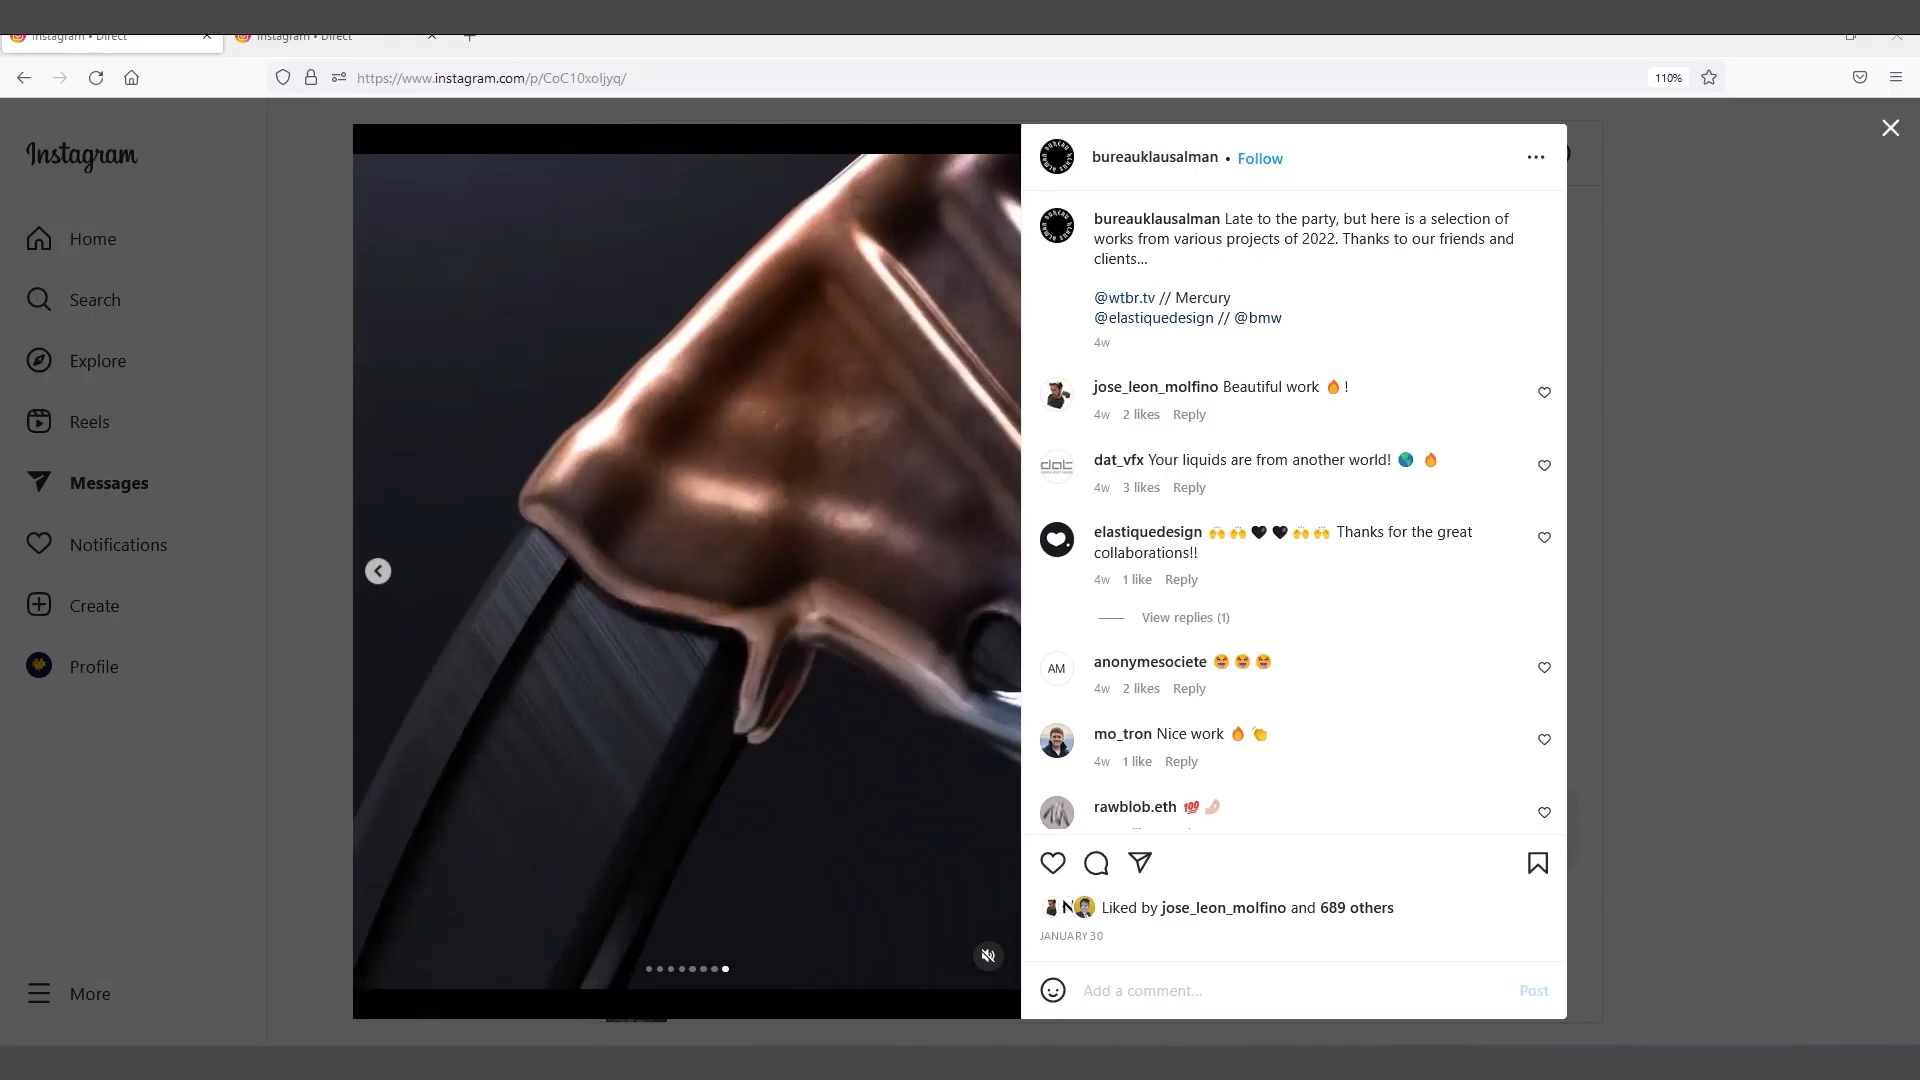 Instagram • Direct
Instagram • Direct
https://www.instagram.com/p/CoC10xoljyq/
110%
Instagram
Home
Search
Explore
Reels
Messages
Notifications
Create
Profile
More
bureauklausalman • Follow
bureauklausalman Late to the party, but here is a selection of
works from various projects of 2022. Thanks to our friends and
clients...
@wtbr.tv // Mercury
@elastiquedesign // @bmw
4w
jose_leon_molfino Beautiful work 🔥 !
4w 2 likes Reply
dat_vfx Your liquids are from another world! 🌎 🔥
4w 3 likes Reply
elastiquedesign 🙌 🙌 🖤 🖤 🙌 🙌 Thanks for the great
collaborations!!
4w 1 like Reply
View replies (1)
AM
anonymesociete 😆 😆 😆
4w 2 likes Reply
mo_tron Nice work 🔥 👏
4w 1 like Reply
rawblob.eth 💯 👌🏻
Liked by jose_leon_molfino and 689 others
JANUARY 30
Add a comment...
Post